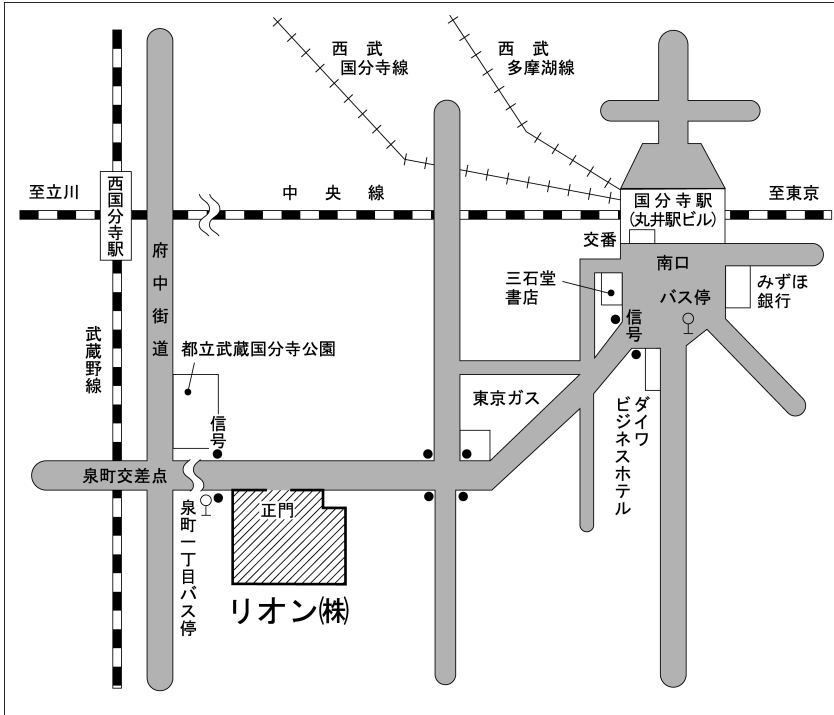 西武
国分寺線
西武
多摩湖線
至立川
中央線
至東京
西国分寺駅
国分寺駅
(丸井駅ビル)
交番
南口
府中街道
三石堂
書店
バス停
みずほ
銀行
信号
武蔵野線
都立武蔵国分寺公園
東京ガス
ダイワ
ビジネスホテル
信号
泉町交差点
正門
泉町一丁目バス停
リオン㈱